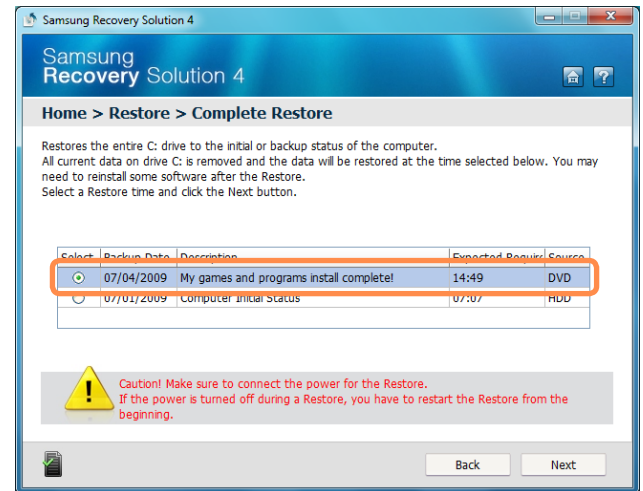 Samsung Recovery Solution 4
Samsung
Recovery Solution 4
Home > Restore > Complete Restore
Restores the entire C: drive to the initial or backup status of the computer.
All current data on drive C: is removed and the data will be restored at the time selected below. You may
need to reinstall some software after the Restore.
Select a Restore time and click the Next button.
Select Backup Date Description Expected Require Source
07/04/2009 My games and programs install complete! 14:49 DVD
07/01/2009 Computer Initial Status 07:07 HDD
Caution! Make sure to connect the power for the Restore.
If the power is turned off during a Restore, you have to restart the Restore from the
beginning.
Back Next